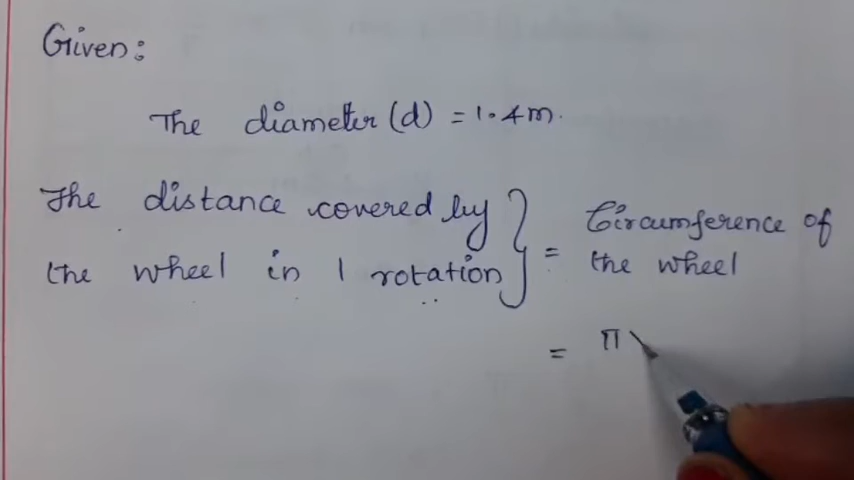 Given:
The diameter (d) = 1.4m.
The distance covered by } = Circumference of
the wheel in 1 rotation the wheel
= π ×